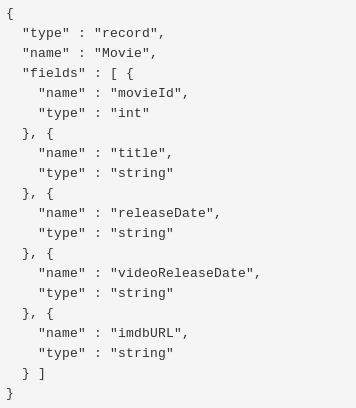 {
  "type" : "record",
  "name" : "Movie",
  "fields" : [ {
    "name" : "movieId",
    "type" : "int"
  }, {
    "name" : "title",
    "type" : "string"
  }, {
    "name" : "releaseDate",
    "type" : "string"
  }, {
    "name" : "videoReleaseDate",
    "type" : "string"
  }, {
    "name" : "imdbURL",
    "type" : "string"
  } ]
}